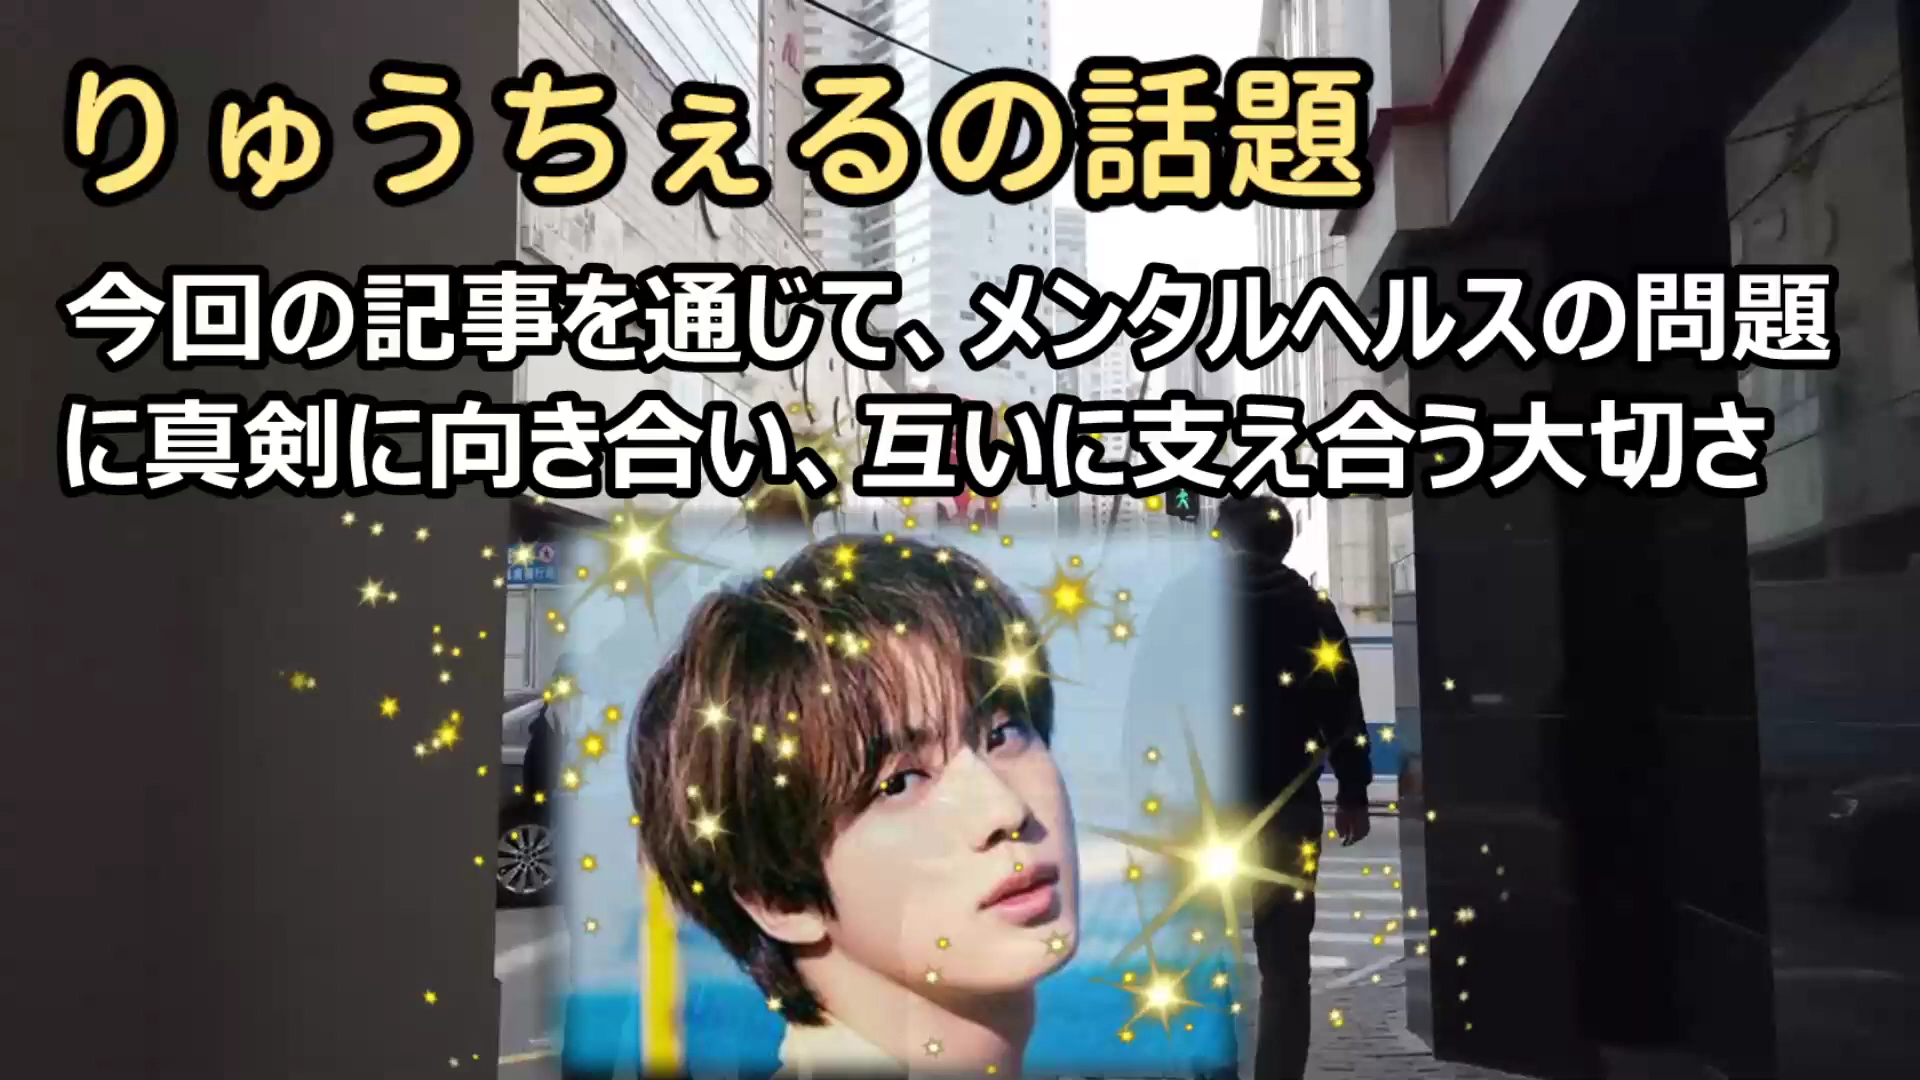 りゅうちぇるの話題
今回の記事を通じて、メンタルヘルスの問題
に真剣に向き合い、互いに支え合う大切さ